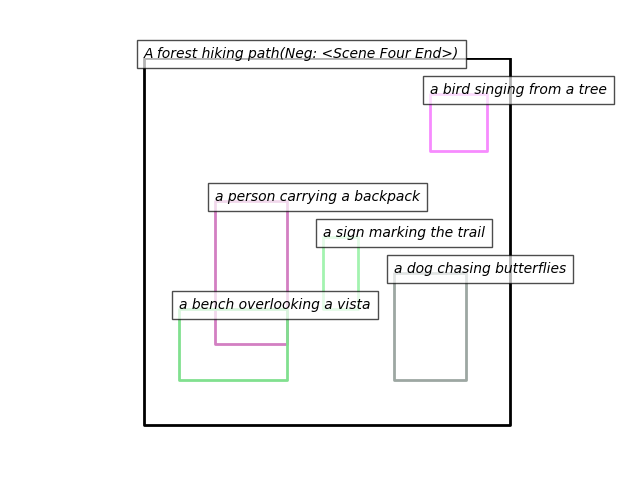 A forest hiking path(Neg: <Scene Four End>)
a bird singing from a tree
a person carrying a backpack
a sign marking the trail
a dog chasing butterflies
a bench overlooking a vista